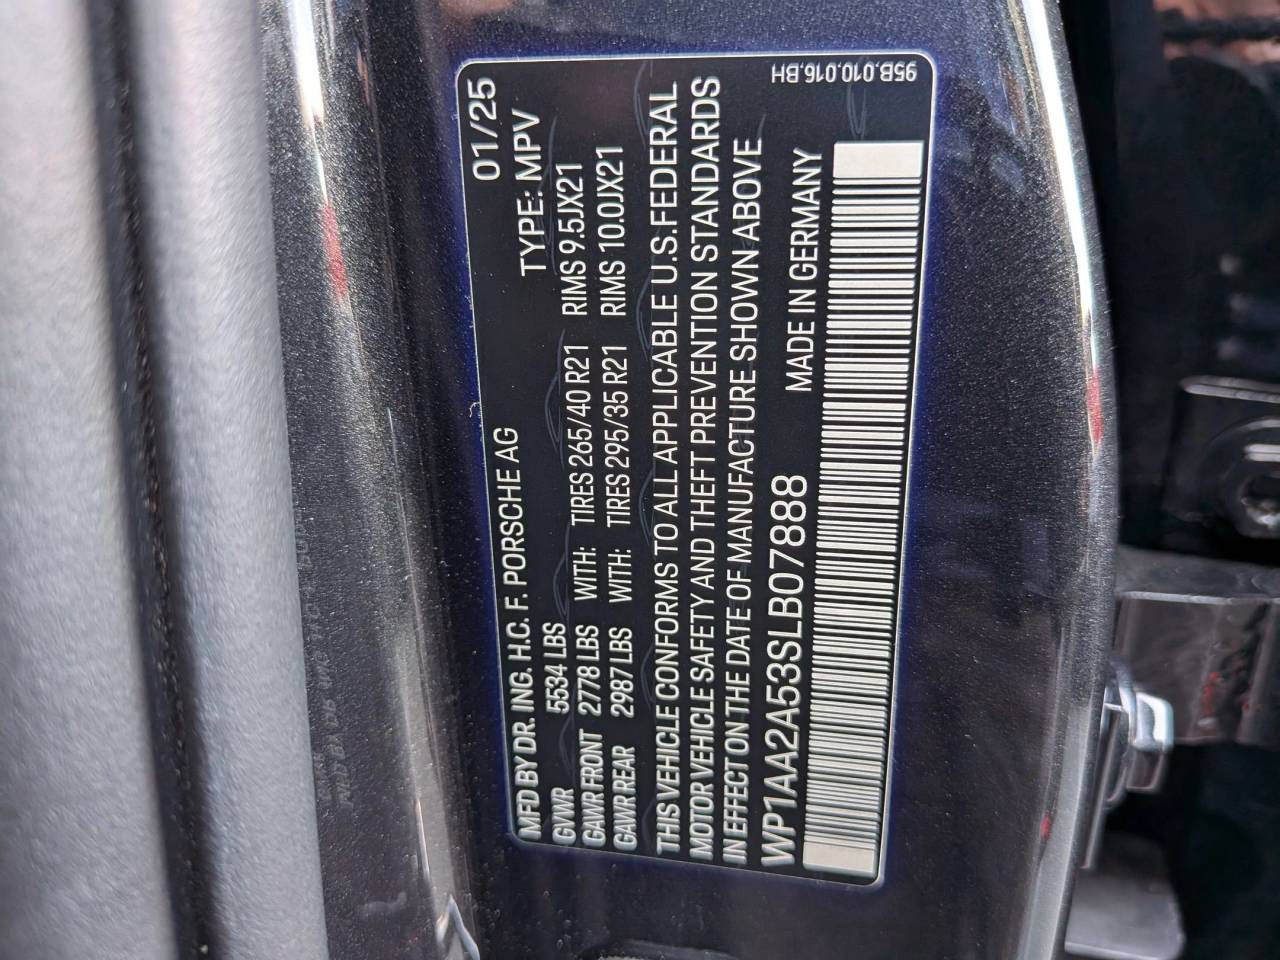 MFD BY DR. ING. H.C. F. PORSCHE AG 01/25
GVWR 5534 LBS TYPE: MPV
GAWR FRONT 2778 LBS WITH: TIRES 265/40 R21 RIMS 9.5JX21
GAWR REAR 2987 LBS WITH: TIRES 295/35 R21 RIMS 10.0JX21
THIS VEHICLE CONFORMS TO ALL APPLICABLE U.S.FEDERAL
MOTOR VEHICLE SAFETY AND THEFT PREVENTION STANDARDS
IN EFFECT ON THE DATE OF MANUFACTURE SHOWN ABOVE
WP1AA2A53SLB07888 MADE IN GERMANY
95B.010.016.BH